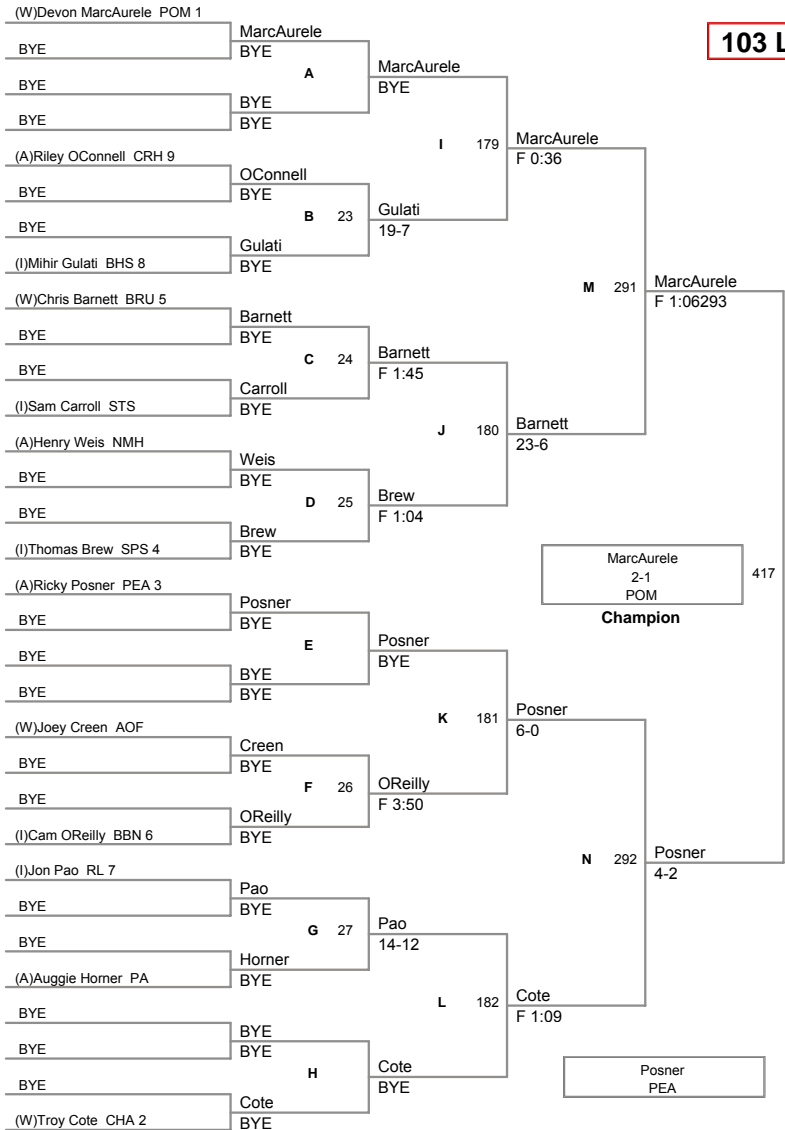 (W)Devon MarcAurele POM 1
BYE
BYE
BYE
(A)Riley OConnell CRH 9
BYE
BYE
(I)Mihir Gulati BHS 8
(W)Chris Barnett BRU 5
BYE
BYE
(I)Sam Carroll STS
(A)Henry Weis NMH
BYE
BYE
(I)Thomas Brew SPS 4
(A)Ricky Posner PEA 3
BYE
BYE
BYE
(W)Joey Creen AOF
BYE
BYE
(I)Cam OReilly BBN 6
(I)Jon Pao RL 7
BYE
BYE
(A)Auggie Horner PA
BYE
BYE
BYE
(W)Troy Cote CHA 2
MarcAurele
BYE
A
BYE
BYE
OConnell
BYE
B 23
Gulati
BYE
Barnett
BYE
C 24
Carroll
BYE
Weis
BYE
D 25
Brew
BYE
Posner
BYE
E
BYE
BYE
Creen
BYE
F 26
OReilly
BYE
Pao
BYE
G 27
Horner
BYE
BYE
BYE
H
Cote
BYE
MarcAurele
BYE
I 179
Gulati
19-7
Barnett
F 1:45
J 180
Brew
F 1:04
Posner
BYE
K 181
OReilly
F 3:50
Pao
14-12
L 182
Cote
BYE
MarcAurele
F 0:36
M 291
Barnett
23-6
Posner
6-0
N 292
Cote
F 1:09
MarcAurele
F 1:06293
Posner
4-2
103 L
MarcAurele
2-1
POM
417
Champion
Posner
PEA